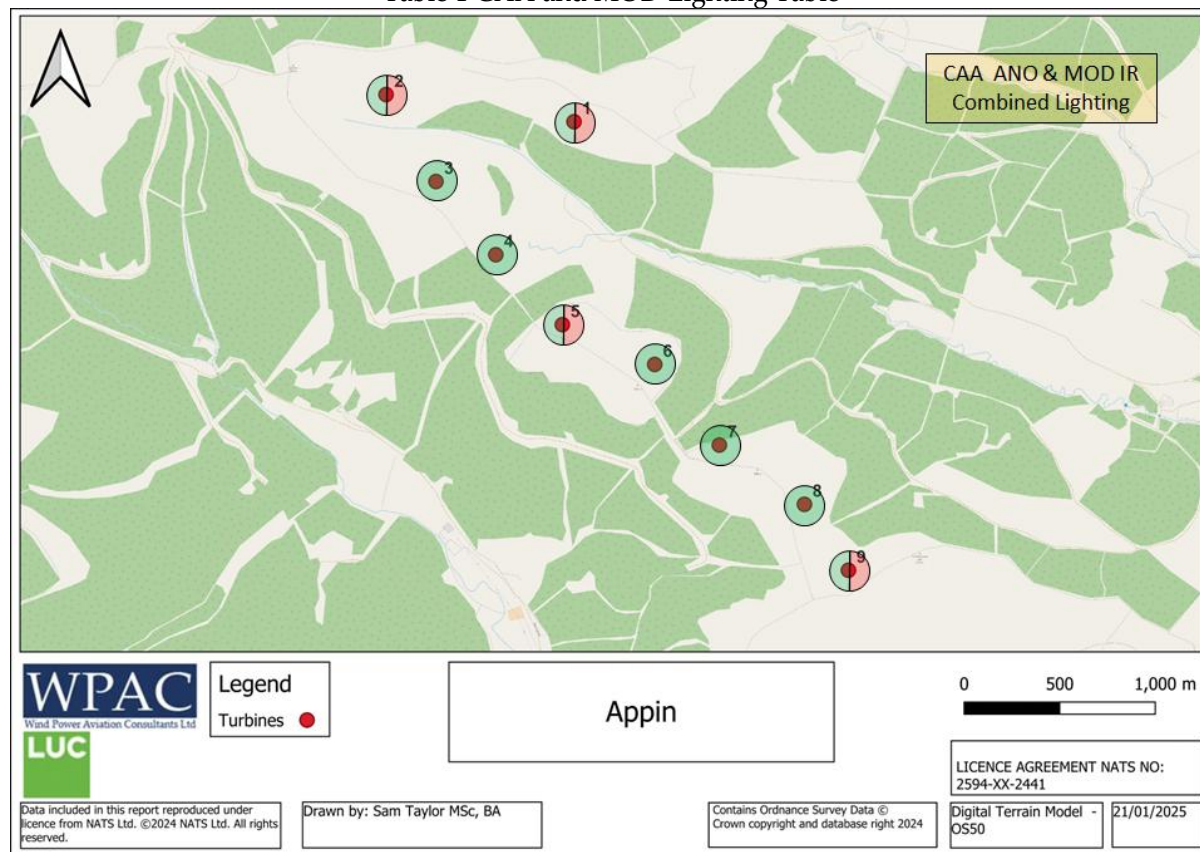 CAA ANO & MOD IR
Combined Lighting
2
1
3
4
5
6
7
8
9
WPAC
Wind Power Aviation Consultants Ltd
LUC
Legend
Turbines
Appin
0 500 1,000 m
LICENCE AGREEMENT NATS NO:
2594-XX-2441
Data included in this report reproduced under
licence from NATS Ltd. ©2024 NATS Ltd. All rights
reserved.
Drawn by: Sam Taylor MSc, BA
Contains Ordnance Survey Data ©
Crown copyright and database right 2024
Digital Terrain Model -
OS50
21/01/2025